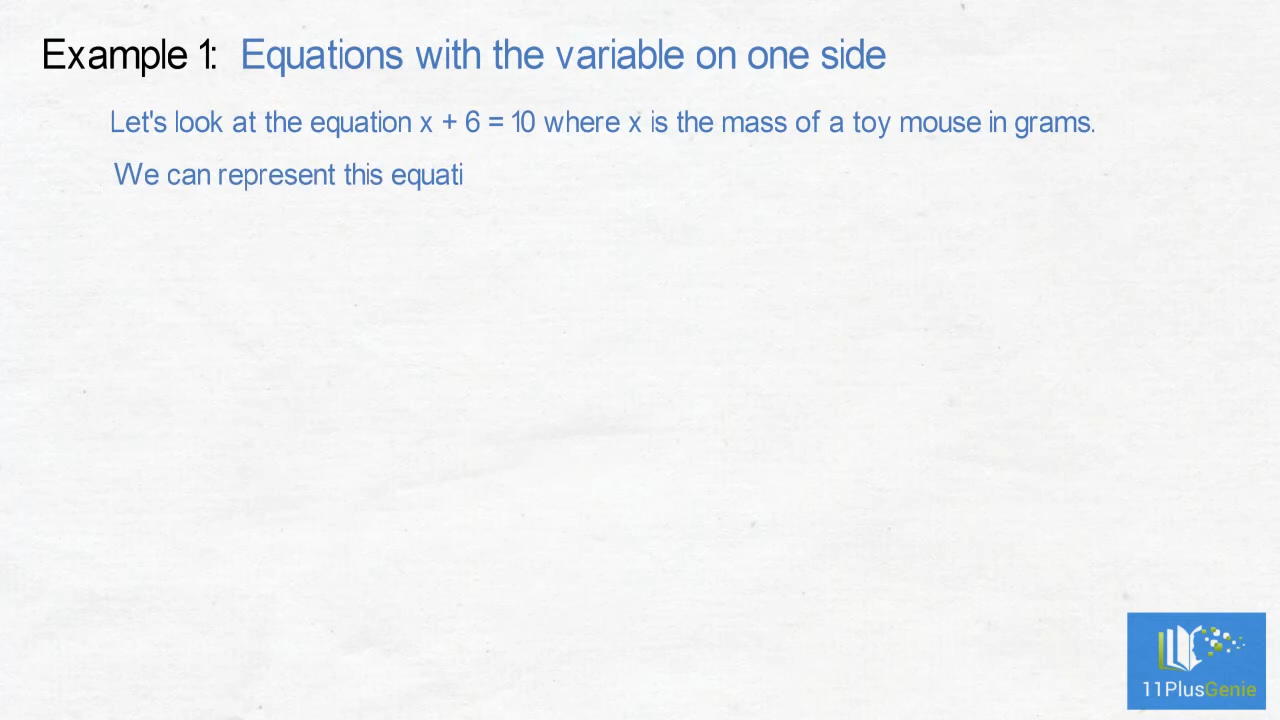 Example 1: Equations with the variable on one side
Let's look at the equation x + 6 = 10 where x is the mass of a toy mouse in grams.
We can represent this equati
11PlusGenie